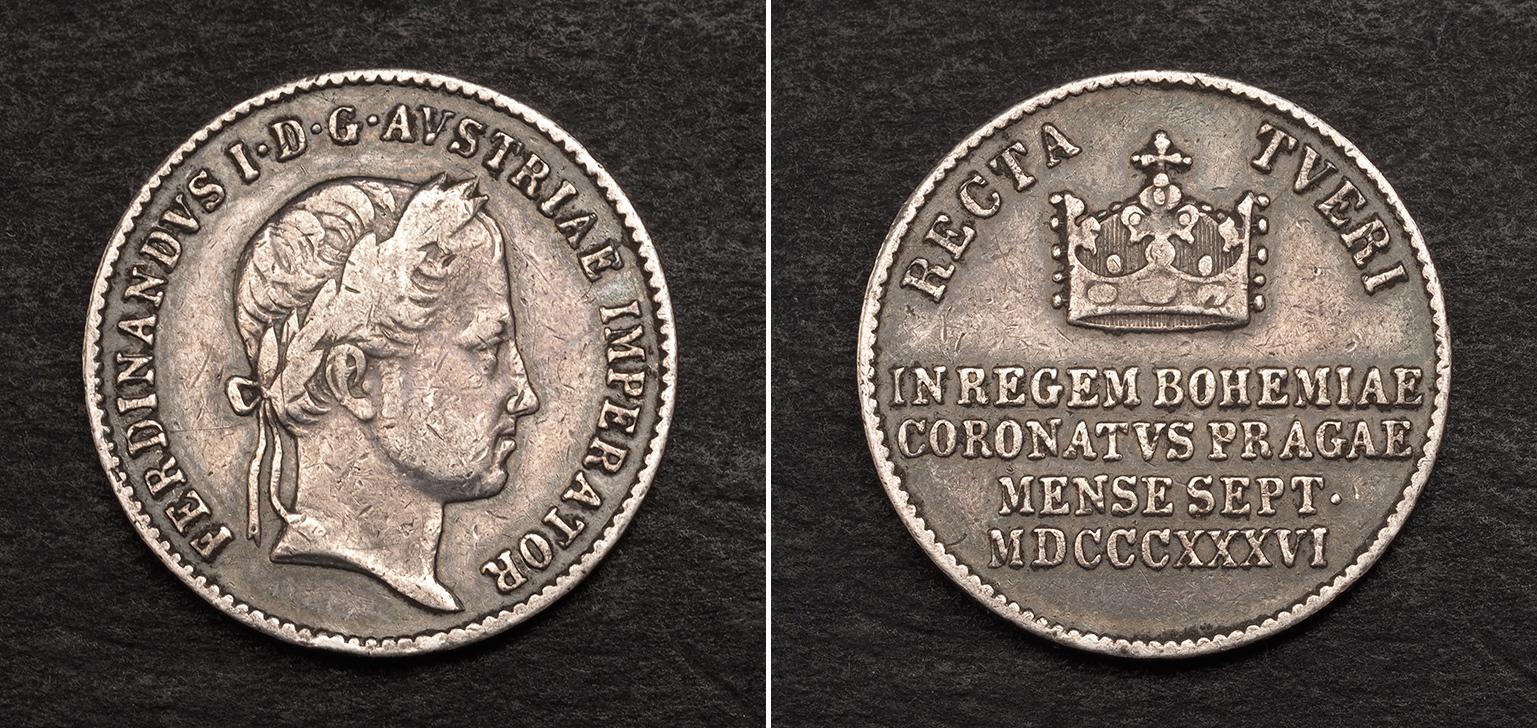 FERDINANDVS I·D·G·AVSTRIAE IMPERATOR
RECTA TVERI
IN REGEM BOHEMIAE
CORONATVS PRAGAE
MENSE SEPT·
MDCCCXXXVI